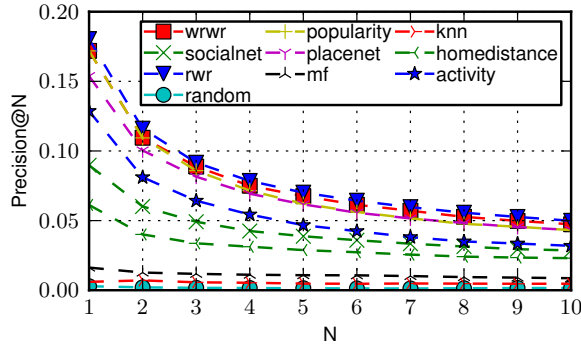 0.20
0.15
0.10
0.05
0.00
Precision@N
wrwr
socialnet
rwr
random
popularity
placenet
mf
knn
homedistance
activity
1 2 3 4 5 6 7 8 9 10
N